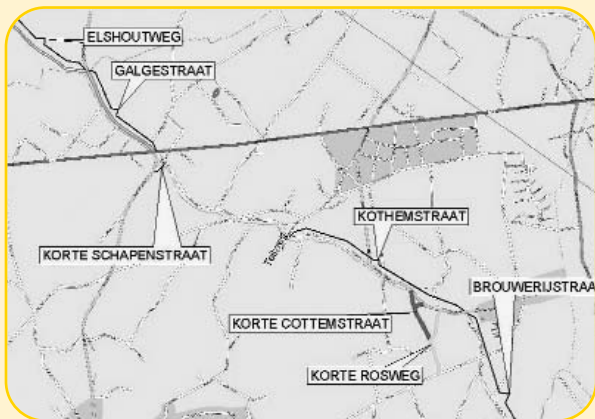 ELSHOUTWEG
GALGESTRAAT
KOTHEMSTRAAT
KORTE SCHAPENSTRAAT
BROUWERIJSTRAA
KORTE COTTEMSTRAAT
KORTE ROSWEG